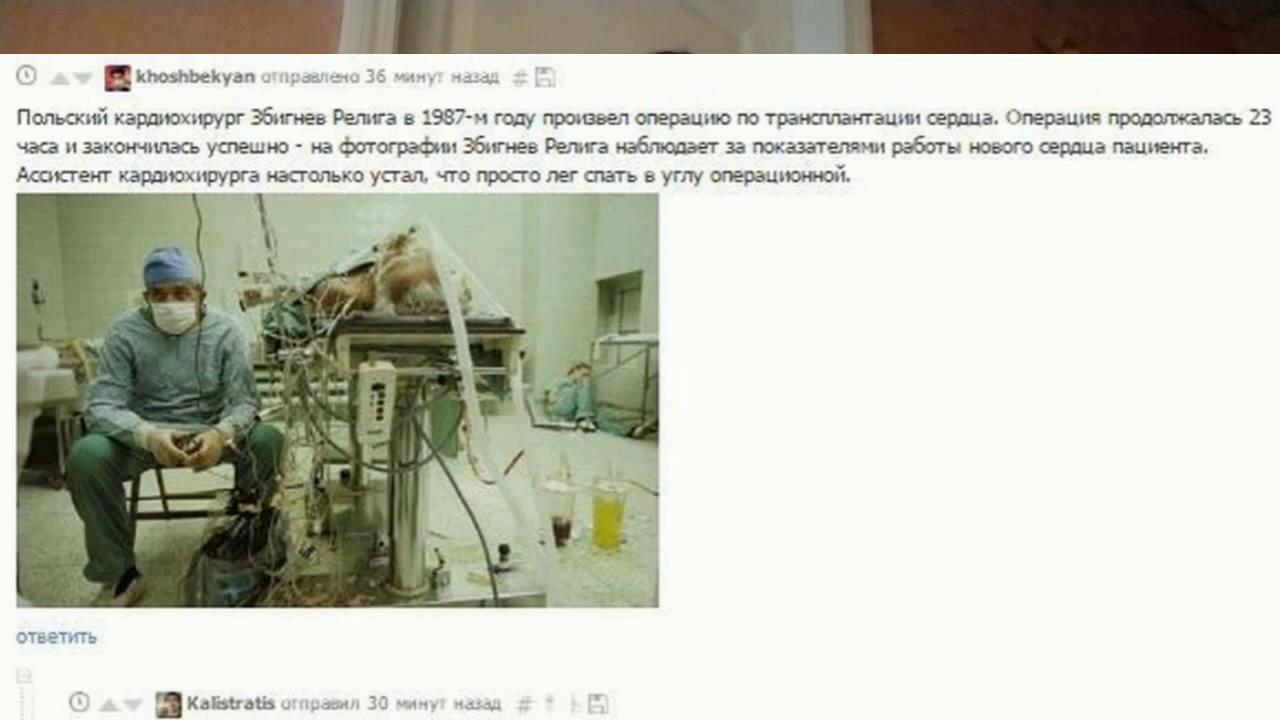 khoshbekyan отправлено 36 минут назад #
Польский кардиохирург Збигнев Релига в 1987-м году произвел операцию по трансплантации сердца. Операция продолжалась 23
часа и закончилась успешно - на фотографии Збигнев Релига наблюдает за показателями работы нового сердца пациента.
Ассистент кардиохирурга настолько устал, что просто лег спать в углу операционной.
ответить
Kalistratis отправил 30 минут назад #